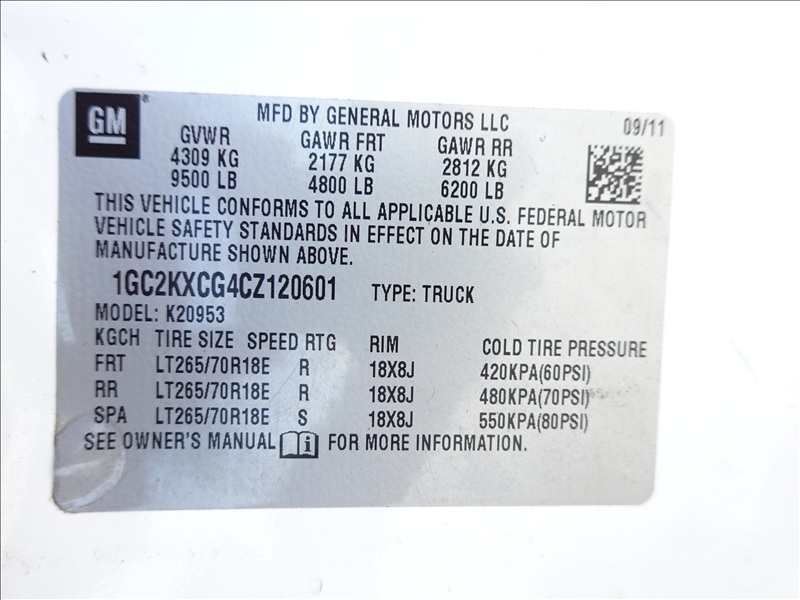 GM®
MFD BY GENERAL MOTORS LLC 09/11
GVWR GAWR FRT GAWR RR
4309 KG 2177 KG 2812 KG
9500 LB 4800 LB 6200 LB
THIS VEHICLE CONFORMS TO ALL APPLICABLE U.S. FEDERAL MOTOR
VEHICLE SAFETY STANDARDS IN EFFECT ON THE DATE OF
MANUFACTURE SHOWN ABOVE.
1GC2KXCG4CZ120601 TYPE: TRUCK
MODEL: K20953
KGCH TIRE SIZE SPEED RTG RIM COLD TIRE PRESSURE
FRT LT265/70R18E R 18X8J 420KPA(60PSI)
RR LT265/70R18E R 18X8J 480KPA(70PSI)
SPA LT265/70R18E S 18X8J 550KPA(80PSI)
SEE OWNER'S MANUAL i FOR MORE INFORMATION.